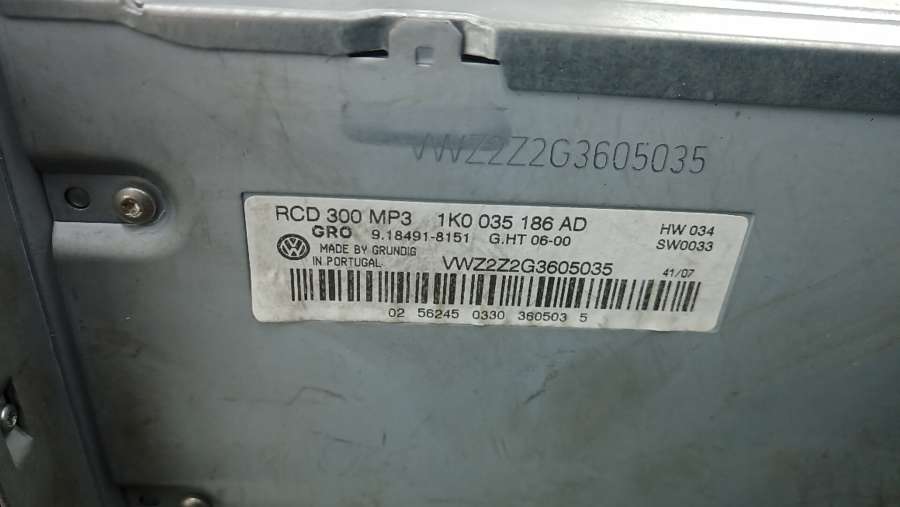 VWZ2Z2G3605035
RCD 300 MP3 1K0 035 186 AD HW 034
GRO 9.18491-8151 G.HT 06-00 SW0033
MADE BY GRUNDIG
IN PORTUGAL VWZ2Z2G3605035 41/07
02 56245 0330 360503 5